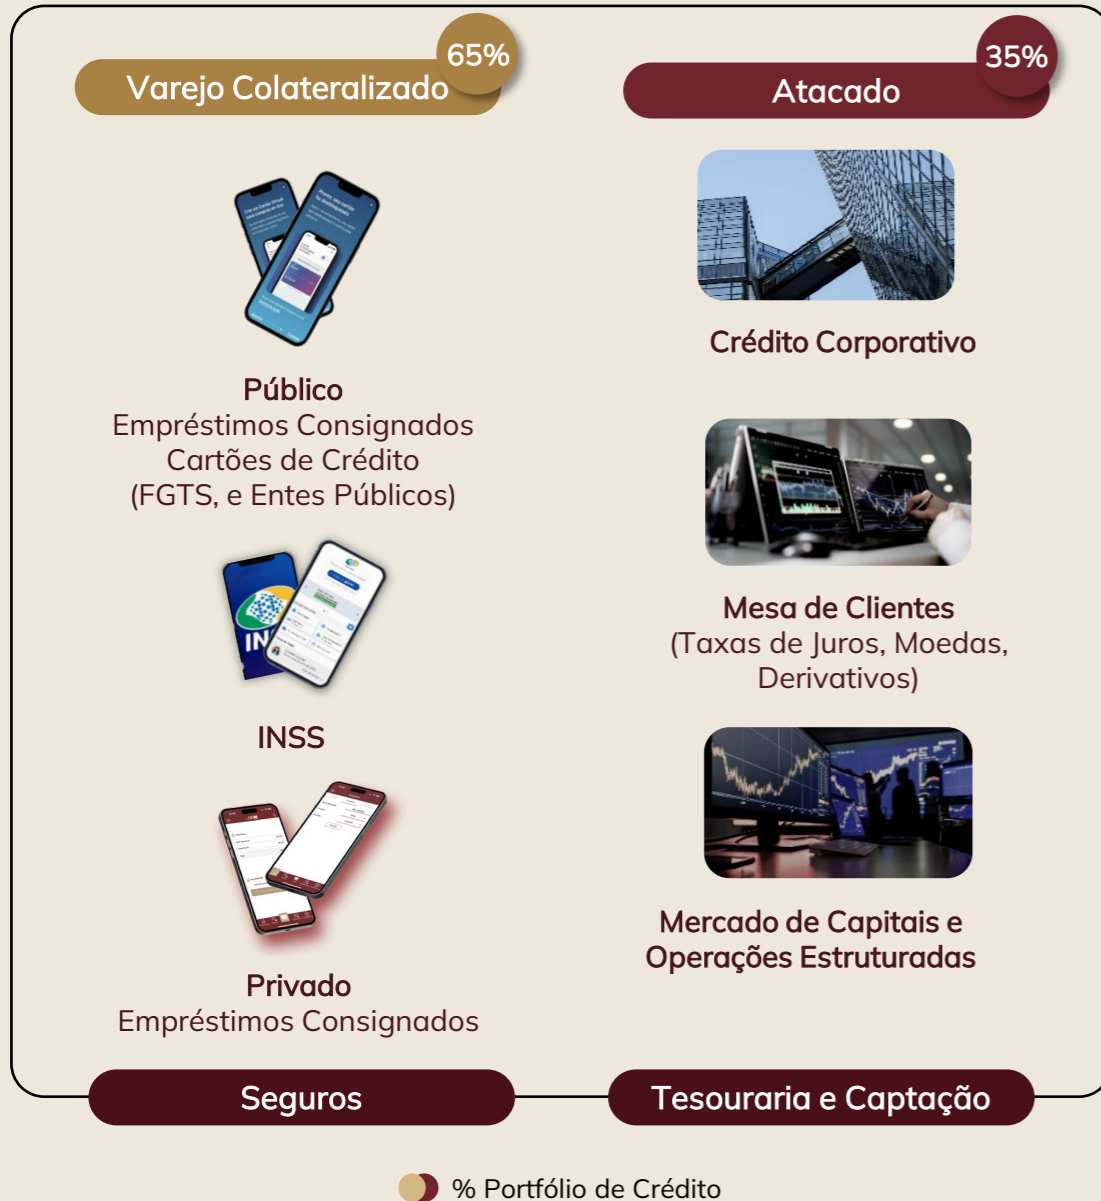 65%
Varejo Colateralizado
Público
Empréstimos Consignados
Cartões de Crédito
(FGTS, e Entes Públicos)
INSS
Privado
Empréstimos Consignados
35%
Atacado
Crédito Corporativo
Mesa de Clientes
(Taxas de Juros, Moedas,
Derivativos)
Mercado de Capitais e
Operações Estruturadas
Seguros
Tesouraria e Captação
% Portfólio de Crédito